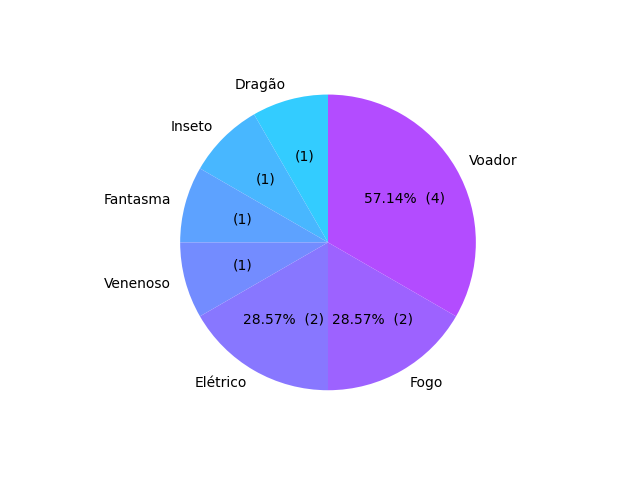 Dragão
Inseto
(1)
Voador
(1)
Fantasma
57.14%  (4)
(1)
(1)
Venenoso
28.57%  (2)
28.57%  (2)
Elétrico
Fogo